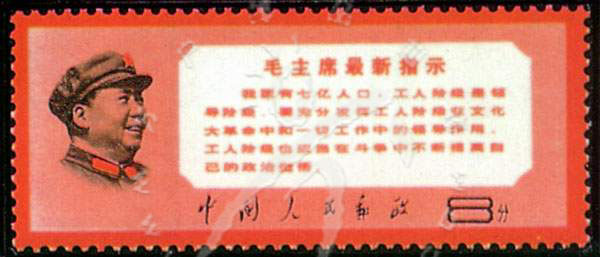 毛主席最新指示
我国有七亿人口，工人阶级是领
导阶级。要充分发挥工人阶级在文化
大革命中和一切工作中的领导作用。
工人阶级也应当在斗争中不断提高自
己的政治觉悟。
中国人民邮政 8分